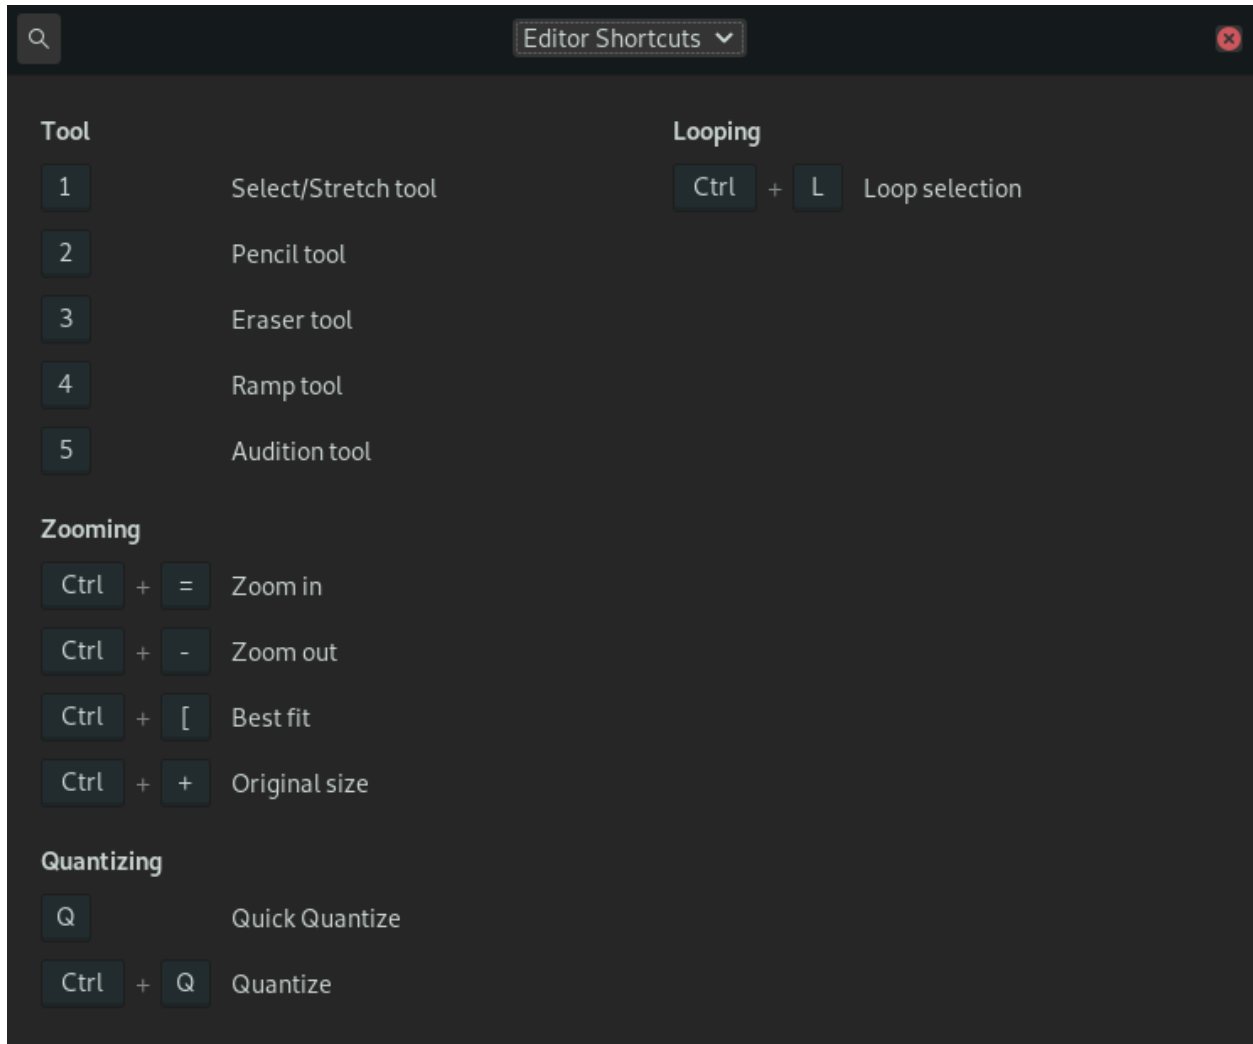 Editor Shortcuts
Tool
1 Select/Stretch tool
2 Pencil tool
3 Eraser tool
4 Ramp tool
5 Audition tool
Zooming
Ctrl + = Zoom in
Ctrl + - Zoom out
Ctrl + [ Best fit
Ctrl + + Original size
Quantizing
Q Quick Quantize
Ctrl + Q Quantize
Looping
Ctrl + L Loop selection